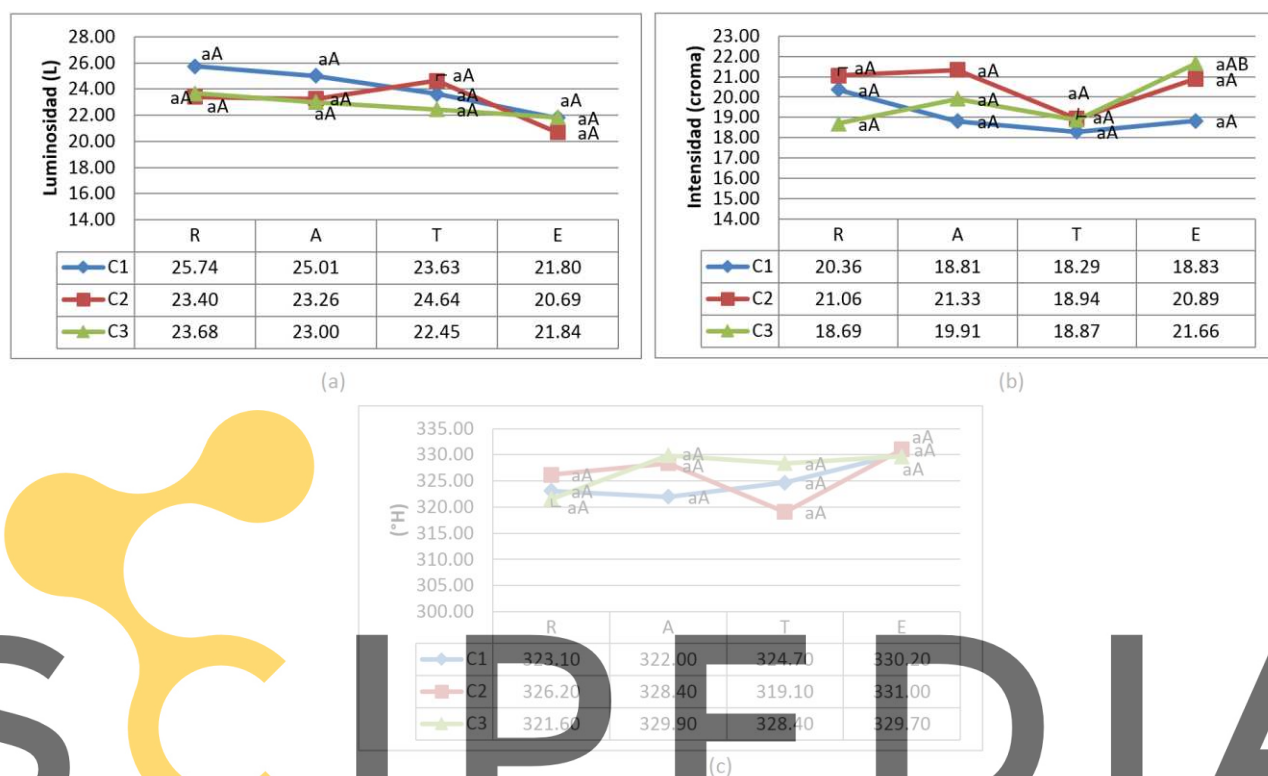 28.00
26.00
24.00
22.00
20.00
18.00
16.00
14.00
Luminosidad (L)
aA aA aA aA
aA aA aA aA
aA aA aA aA
R A T E
C1 25.74 25.01 23.63 21.80
C2 23.40 23.26 24.64 20.69
C3 23.68 23.00 22.45 21.84
(a)
23.00
22.00
21.00
20.00
19.00
18.00
17.00
16.00
15.00
14.00
Intensidad (croma)
aA aA aA aAB
aA aA aA aA
aA aA aA aA
R A T E
C1 20.36 18.81 18.29 18.83
C2 21.06 21.33 18.94 20.89
C3 18.69 19.91 18.87 21.66
(b)
335.00
330.00
325.00
320.00
315.00
310.00
305.00
300.00
(°H)
aA aA aA aA
aA aA aA aA
aA aA aA aA
R A T E
C1 323.10 322.00 324.70 330.20
C2 326.20 328.40 319.10 331.00
C3 321.60 329.90 328.40 329.70
(c)
SCIPEDIA